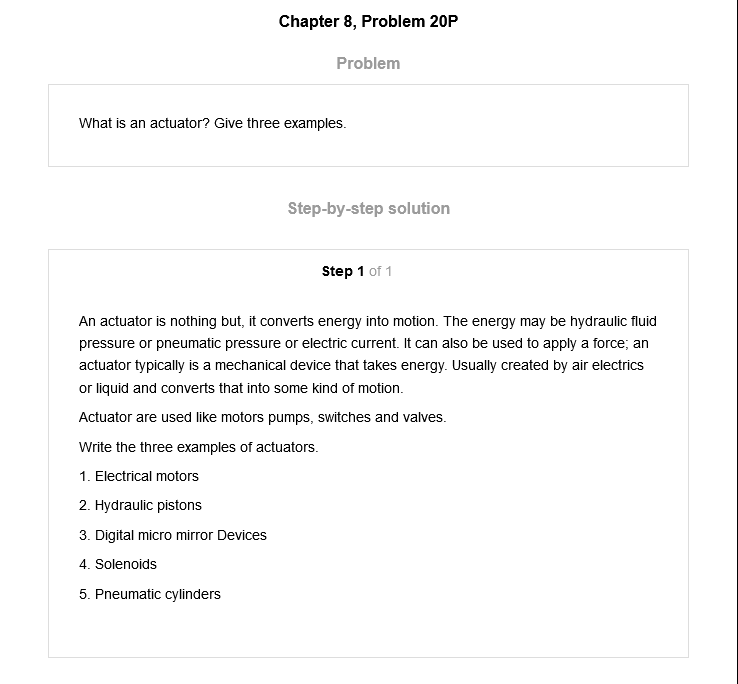 Chapter 8, Problem 20P
Problem
What is an actuator? Give three examples.
Step-by-step solution
Step 1 of 1
An actuator is nothing but, it converts energy into motion. The energy may be hydraulic fluid
pressure or pneumatic pressure or electric current. It can also be used to apply a force; an
actuator typically is a mechanical device that takes energy. Usually created by air electrics
or liquid and converts that into some kind of motion.
Actuator are used like motors pumps, switches and valves.
Write the three examples of actuators.
1. Electrical motors
2. Hydraulic pistons
3. Digital micro mirror Devices
4. Solenoids
5. Pneumatic cylinders